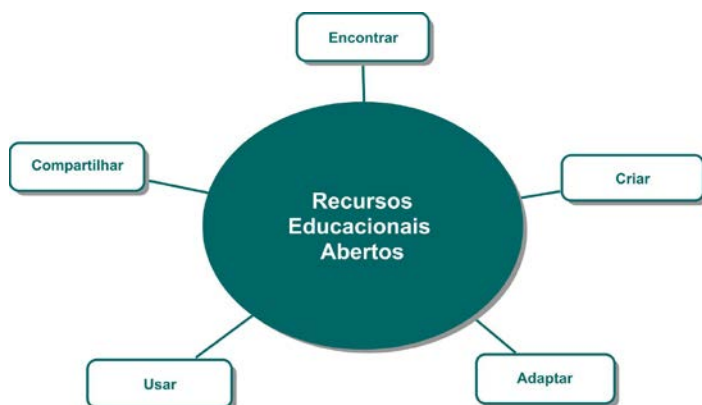 Encontrar
Compartilhar
Criar
Recursos
Educacionais
Abertos
Usar
Adaptar